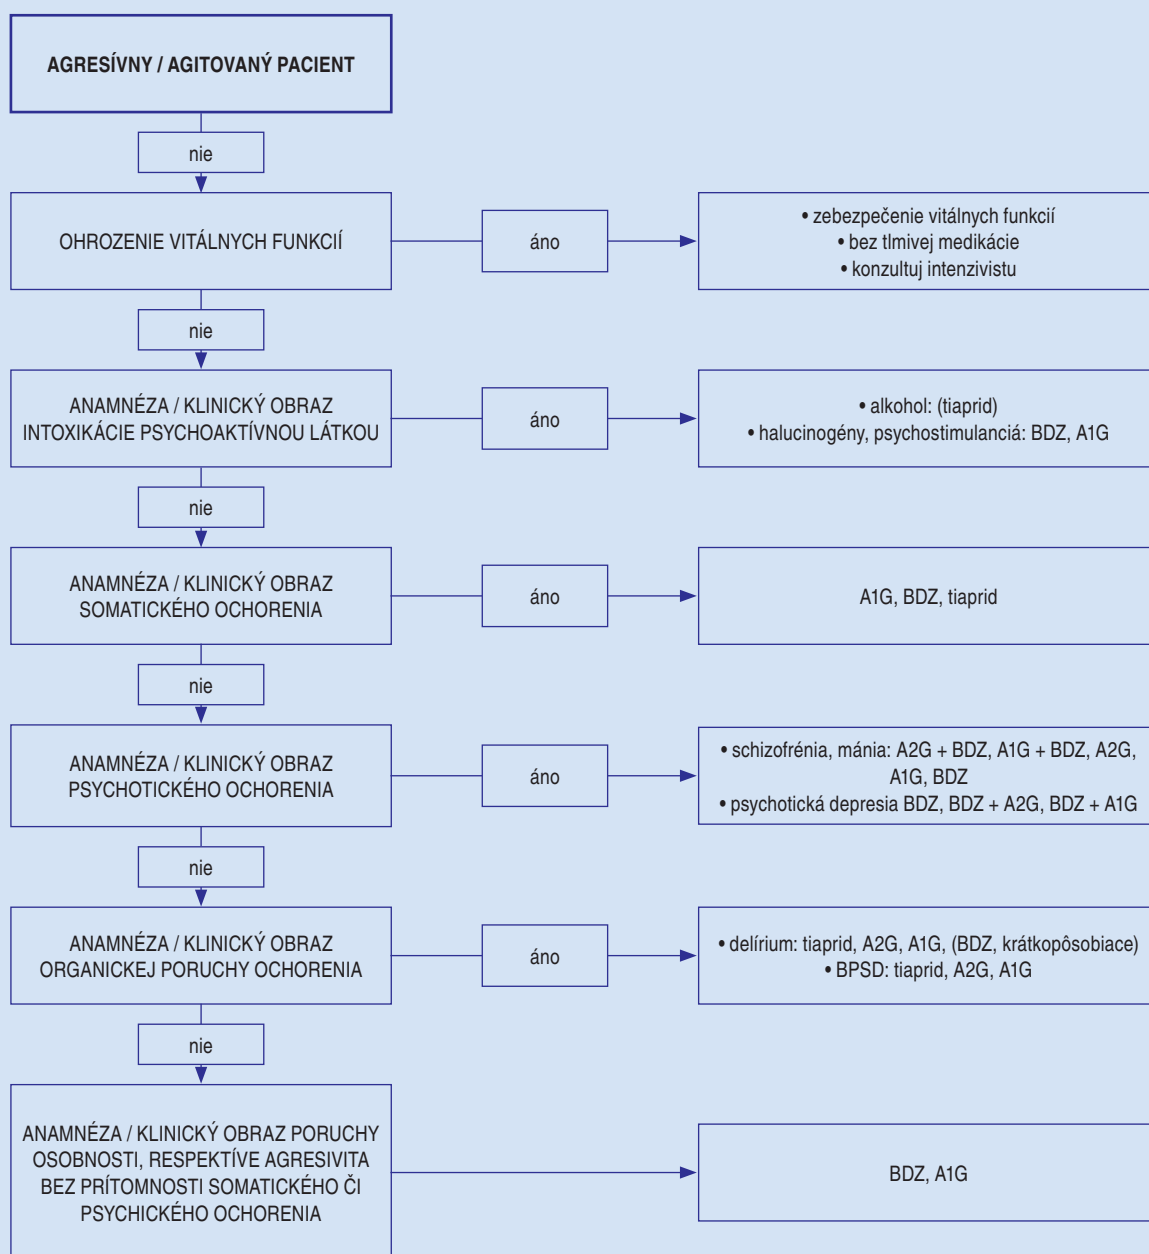 AGRESÍVNY / AGITOVANÝ PACIENT
nie
OHROZENIE VITÁLNYCH FUNKCIÍ
áno
• zebezpečenie vitálnych funkcií
• bez tlmivej medikácie
• konzultuj intenzivistu
nie
ANAMNÉZA / KLINICKÝ OBRAZ
INTOXIKÁCIE PSYCHOAKTÍVNOU LÁTKOU
áno
• alkohol: (tiaprid)
• halucinogény, psychostimulanciá: BDZ, A1G
nie
ANAMNÉZA / KLINICKÝ OBRAZ
SOMATICKÉHO OCHORENIA
áno
A1G, BDZ, tiaprid
nie
ANAMNÉZA / KLINICKÝ OBRAZ
PSYCHOTICKÉHO OCHORENIA
áno
• schizofrénia, mánia: A2G + BDZ, A1G + BDZ, A2G,
A1G, BDZ
• psychotická depresia BDZ, BDZ + A2G, BDZ + A1G
nie
ANAMNÉZA / KLINICKÝ OBRAZ
ORGANICKEJ PORUCHY OCHORENIA
áno
• delírium: tiaprid, A2G, A1G, (BDZ, krátkopôsobiace)
• BPSD: tiaprid, A2G, A1G
nie
ANAMNÉZA / KLINICKÝ OBRAZ PORUCHY
OSOBNOSTI, RESPEKTÍVE AGRESIVITA
BEZ PRÍTOMNOSTI SOMATICKÉHO ČI
PSYCHICKÉHO OCHORENIA
BDZ, A1G